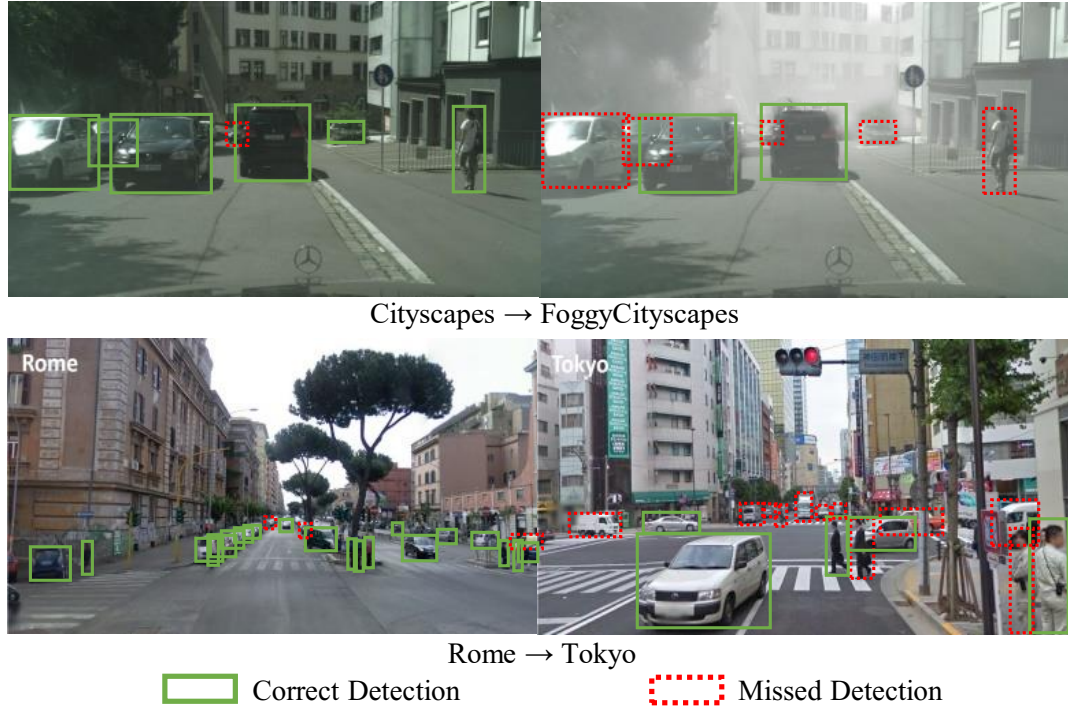 Cityscapes → FoggyCityscapes
Rome
Tokyo
Rome → Tokyo
Correct Detection
Missed Detection